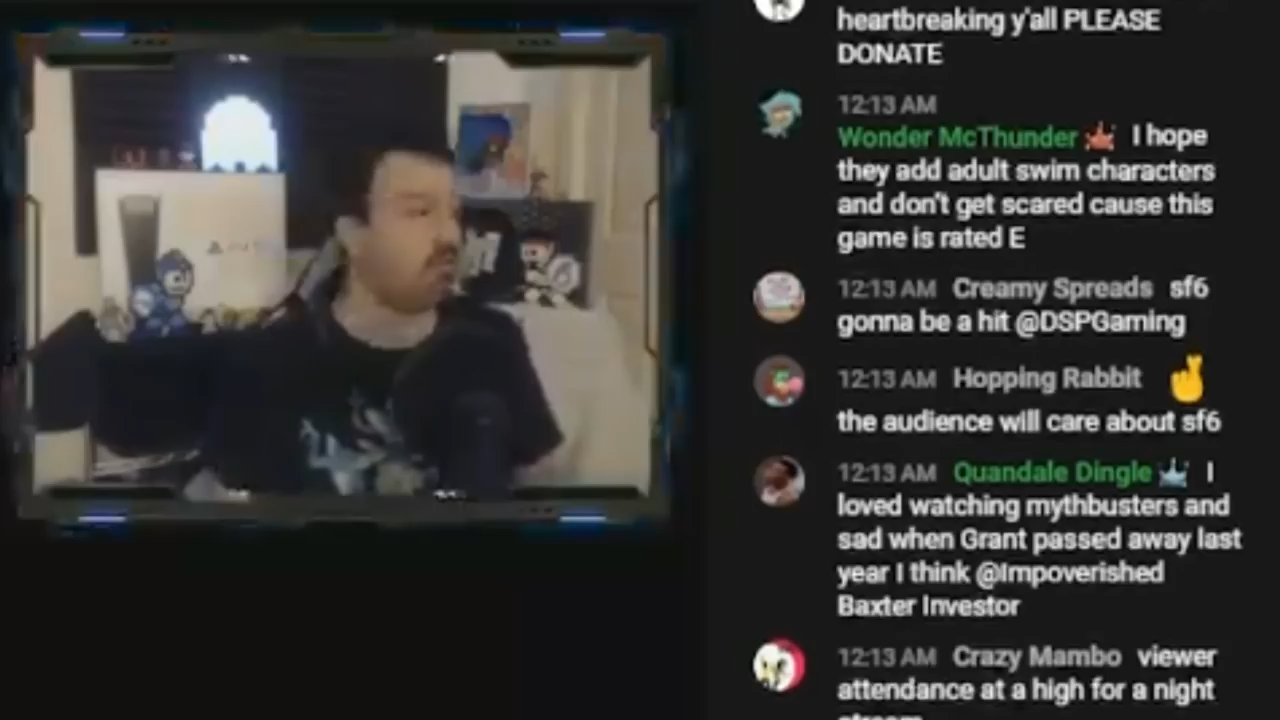 heartbreaking y'all PLEASE
DONATE
12:13 AM
Wonder McThunder I hope
they add adult swim characters
and don't get scared cause this
game is rated E
12:13 AM Creamy Spreads sf6
gonna be a hit @DSPGaming
12:13 AM Hopping Rabbit 🤞
the audience will care about sf6
12:13 AM Quandale Dingle I
loved watching mythbusters and
sad when Grant passed away last
year I think @Impoverished
Baxter Investor
12:13 AM Crazy Mambo viewer
attendance at a high for a night